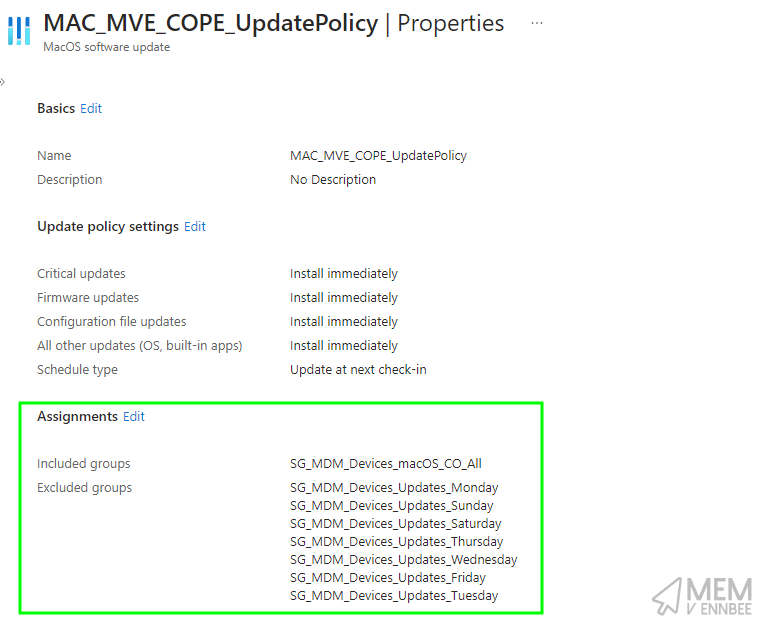 MAC_MVE_COPE_UpdatePolicy | Properties ...
MacOS software update
»
Basics Edit
Name MAC_MVE_COPE_UpdatePolicy
Description No Description
Update policy settings Edit
Critical updates Install immediately
Firmware updates Install immediately
Configuration file updates Install immediately
All other updates (OS, built-in apps) Install immediately
Schedule type Update at next check-in
Assignments Edit
Included groups SG_MDM_Devices_macOS_CO_All
Excluded groups SG_MDM_Devices_Updates_Monday
SG_MDM_Devices_Updates_Sunday
SG_MDM_Devices_Updates_Saturday
SG_MDM_Devices_Updates_Thursday
SG_MDM_Devices_Updates_Wednesday
SG_MDM_Devices_Updates_Friday
SG_MDM_Devices_Updates_Tuesday
MEM
V ENNBEE